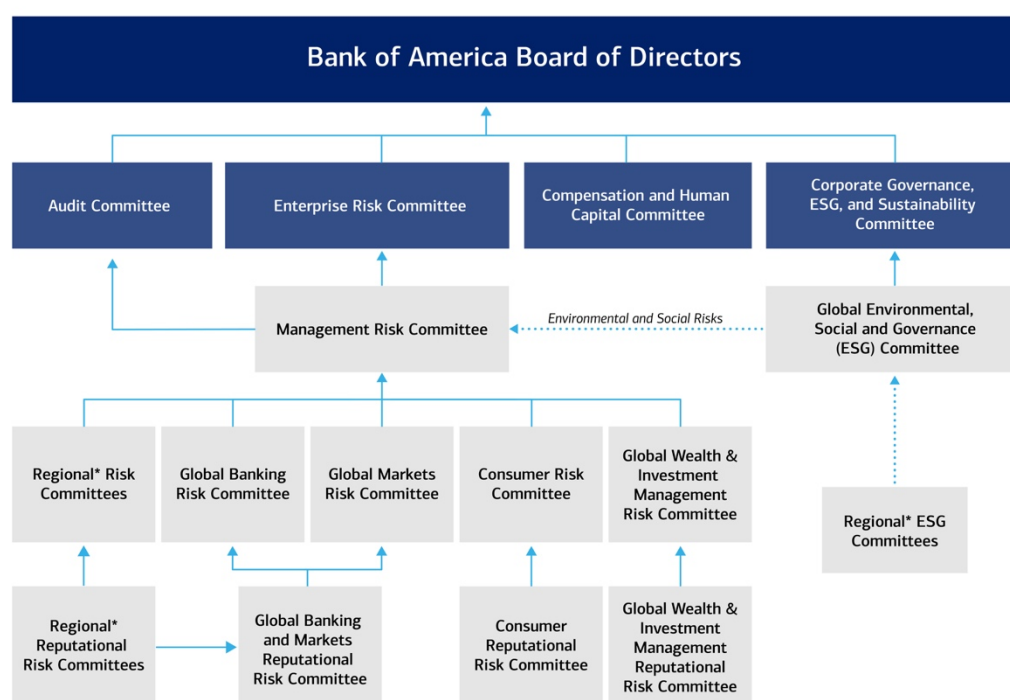 Bank of America Board of Directors
Audit Committee
Enterprise Risk Committee
Compensation and Human
Capital Committee
Corporate Governance,
ESG, and Sustainability
Committee
Management Risk Committee
Environmental and Social Risks
Global Environmental,
Social and Governance
(ESG) Committee
Regional* Risk
Committees
Global Banking
Risk Committee
Global Markets
Risk Committee
Consumer Risk
Committee
Global Wealth &
Investment
Management
Risk Committee
Regional* ESG
Committees
Regional*
Reputational
Risk Committees
Global Banking
and Markets
Reputational
Risk Committee
Consumer
Reputational
Risk Committee
Global Wealth &
Investment
Management
Reputational
Risk Committee